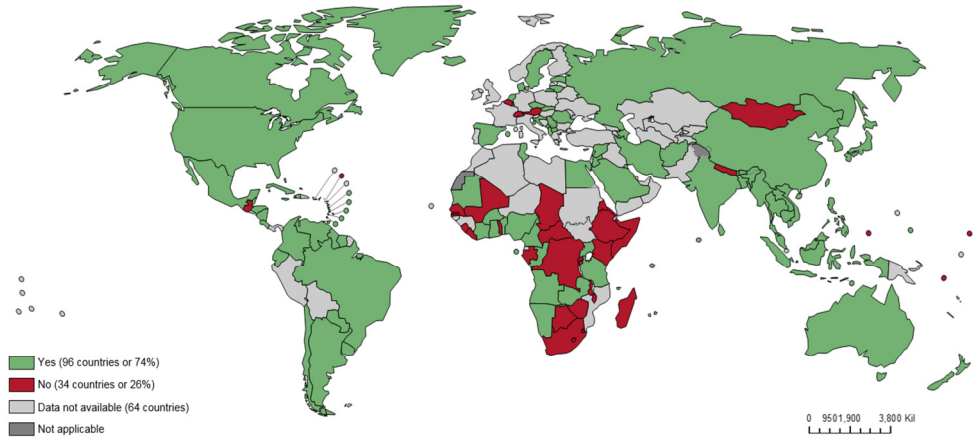 Yes (96 countries or 74%)
No (34 countries or 26%)
Data not available (64 countries)
Not applicable
0 9501,900 3,800 Kil